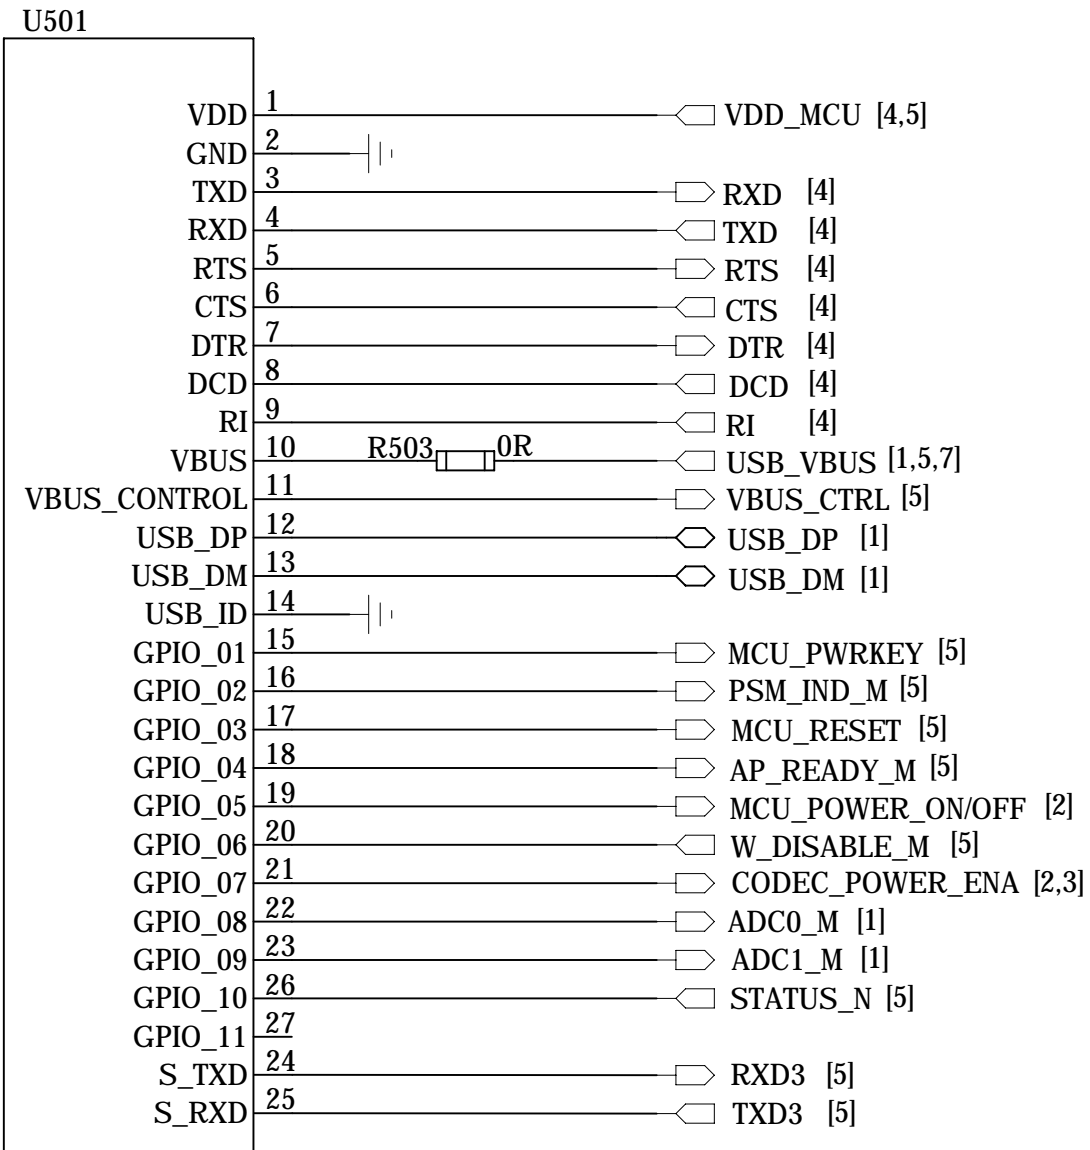 U501
VDD 1 VDD_MCU [4,5]
GND 2
TXD 3 RXD [4]
RXD 4 TXD [4]
RTS 5 RTS [4]
CTS 6 CTS [4]
DTR 7 DTR [4]
DCD 8 DCD [4]
RI 9 RI [4]
VBUS 10 R503 0R USB_VBUS [1,5,7]
VBUS_CONTROL 11 VBUS_CTRL [5]
USB_DP 12 USB_DP [1]
USB_DM 13 USB_DM [1]
USB_ID 14
GPIO_01 15 MCU_PWRKEY [5]
GPIO_02 16 PSM_IND_M [5]
GPIO_03 17 MCU_RESET [5]
GPIO_04 18 AP_READY_M [5]
GPIO_05 19 MCU_POWER_ON/OFF [2]
GPIO_06 20 W_DISABLE_M [5]
GPIO_07 21 CODEC_POWER_ENA [2,3]
GPIO_08 22 ADC0_M [1]
GPIO_09 23 ADC1_M [1]
GPIO_10 26 STATUS_N [5]
GPIO_11 27
S_TXD 24 RXD3 [5]
S_RXD 25 TXD3 [5]